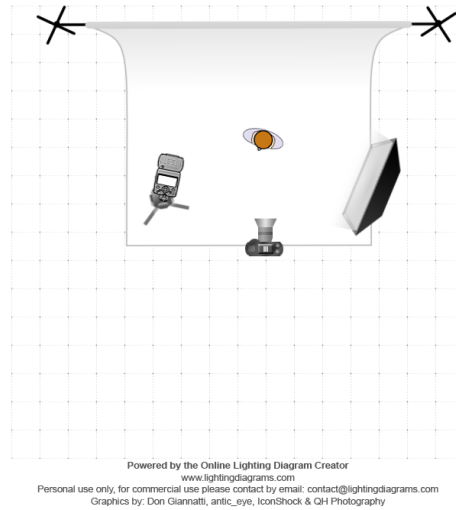 Powered by the Online Lighting Diagram Creator
www.lightingdiagrams.com
Personal use only, for commercial use please contact by email: contact@lightingdiagrams.com
Graphics by: Don Giannatti, antic_eye, IconShock & QH Photography